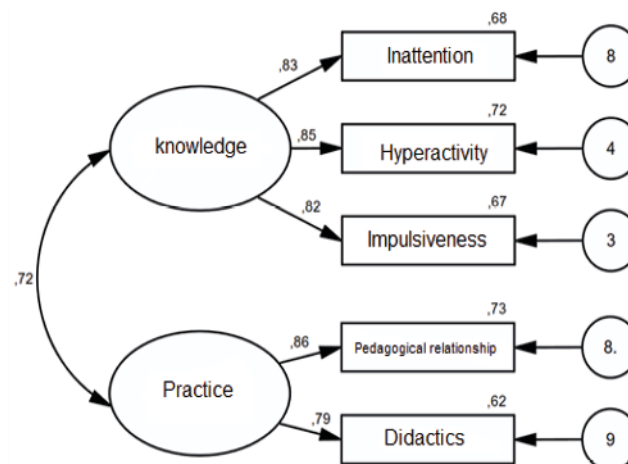 ,68
,83
Inattention
8
,72
knowledge
,85
Hyperactivity
4
,67
,82
Impulsiveness
3
,72
,73
,86
Pedagogical relationship
8.
Practice
,62
,79
Didactics
9